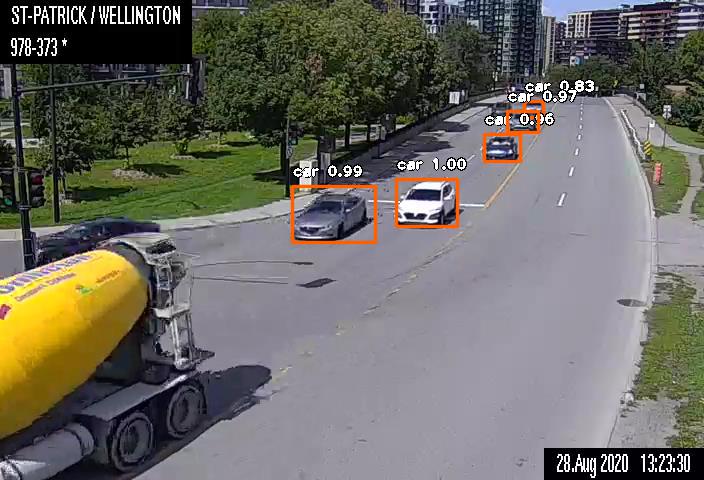 ST-PATRICK / WELLINGTON
978-373 *
car 0.83
car 0.97
car 0.96
car 0.99
car 1.00
28.Aug 2020 13:23:30